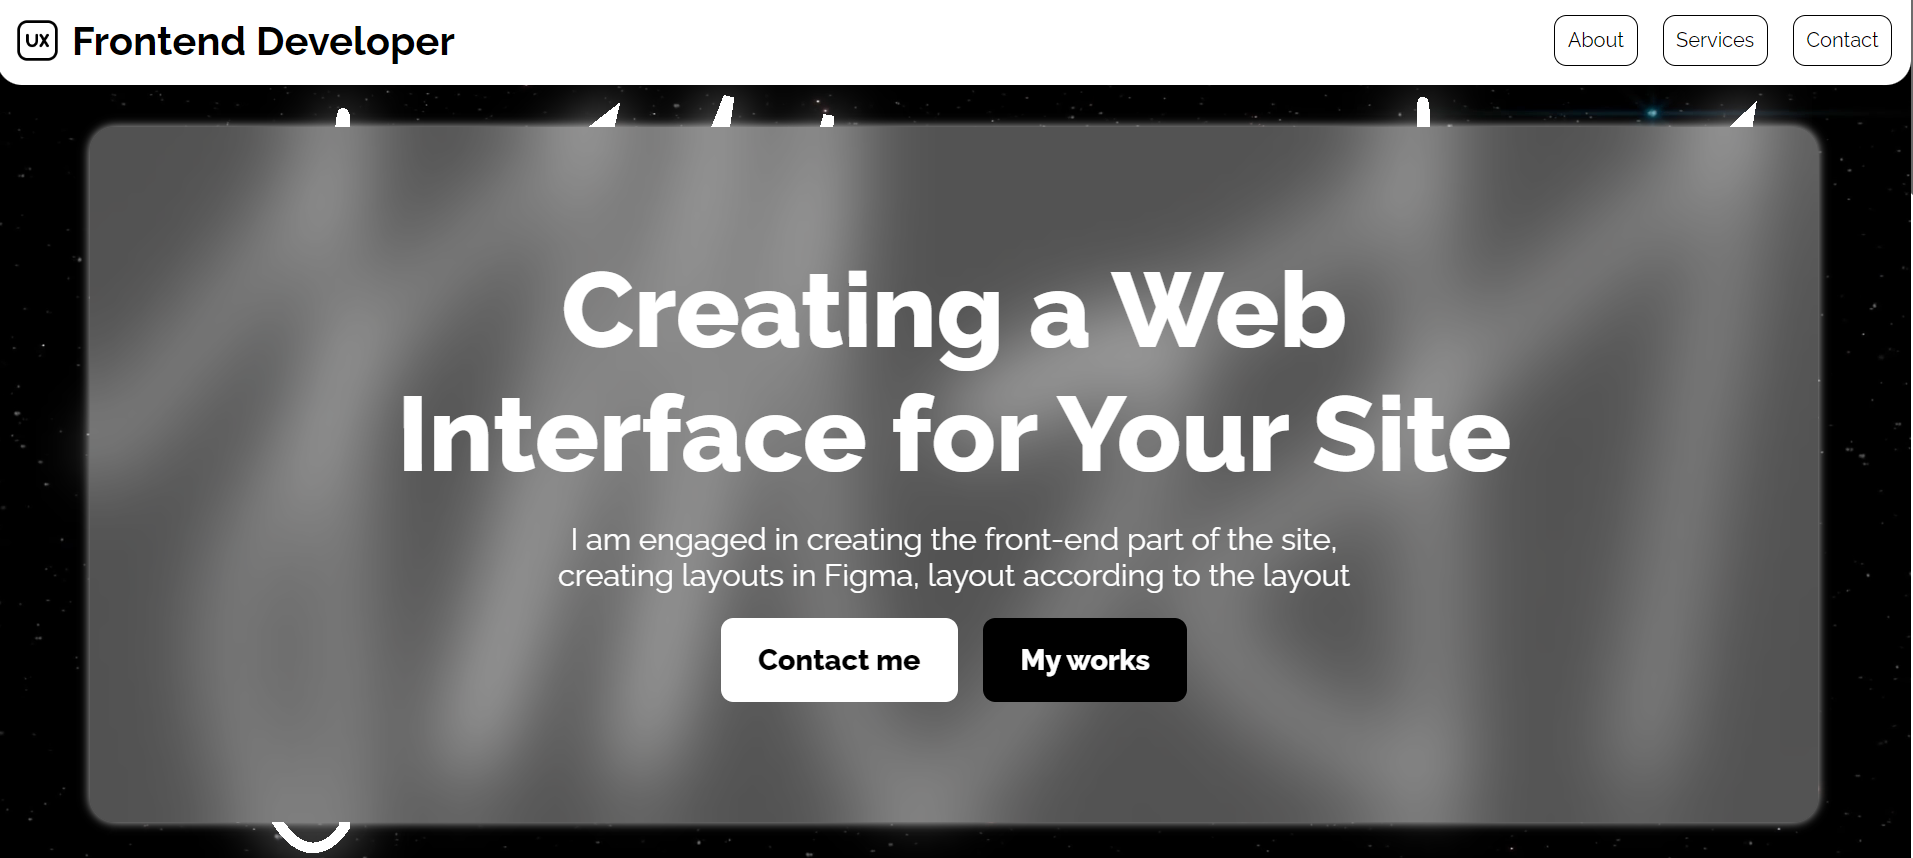 UX Frontend Developer
About
Services
Contact
Creating a Web
Interface for Your Site
I am engaged in creating the front-end part of the site,
creating layouts in Figma, layout according to the layout
Contact me
My works